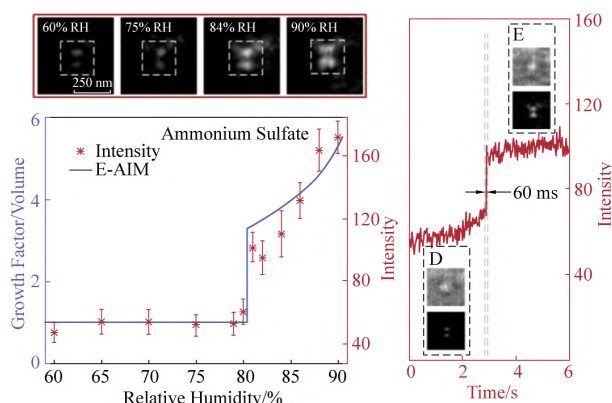 60% RH
75% RH
84% RH
90% RH
250 nm
Growth Factor/Volume
6
4
2
1
0
Ammonium Sulfate
Intensity
E-AIM
160
120
80
40
Intensity
60
65
70
75
80
85
90
Relative Humidity/%
E
D
60 ms
160
120
80
40
Intensity
0
2
4
6
Time/s